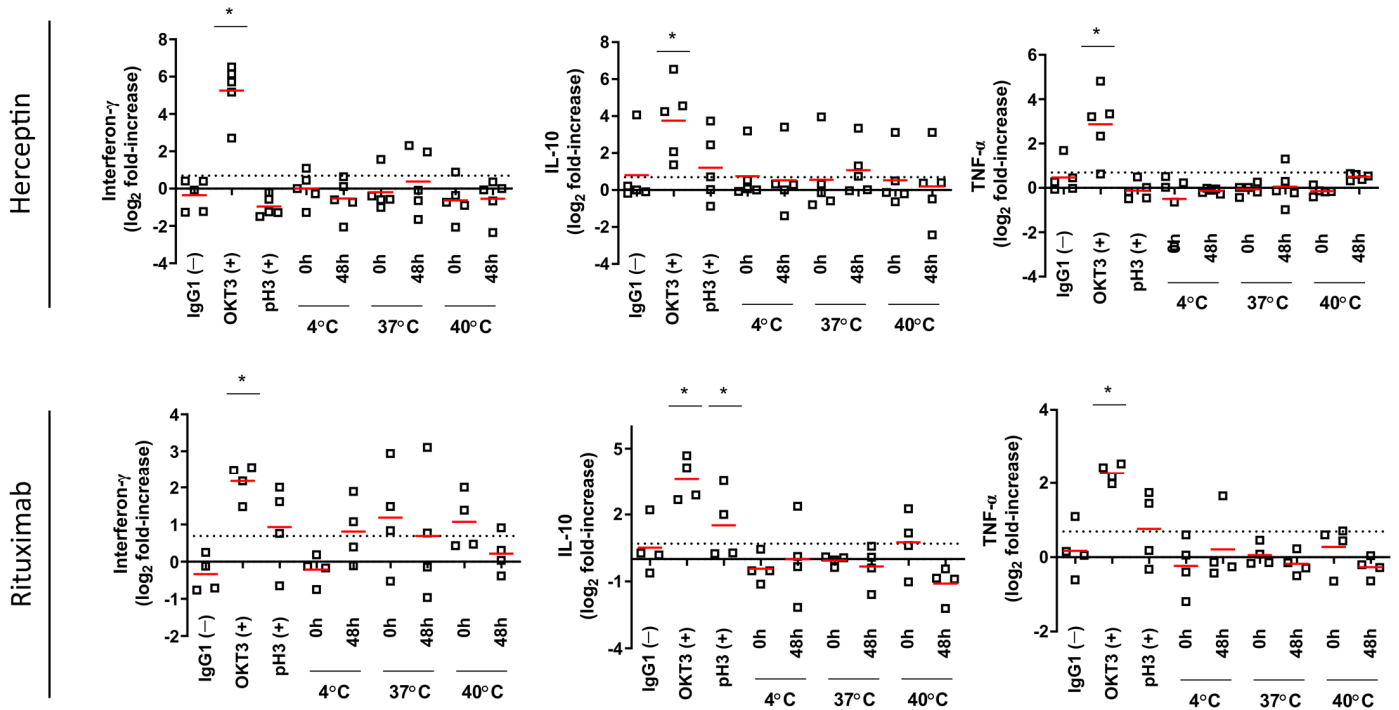 Herceptin
Interferon-γ
(log2 fold-increase)
*
8
6
4
2
0
-2
-4
IgG1 (−)
OKT3 (+)
pH3 (+)
0h
48h
0h
48h
0h
48h
4°C
37°C
40°C
IL-10
(log2 fold-increase)
*
8
6
4
2
0
-2
-4
IgG1 (−)
OKT3 (+)
pH3 (+)
0h
48h
0h
48h
0h
48h
4°C
37°C
40°C
TNF-α
(log2 fold-increase)
*
6
4
2
0
-2
-4
IgG1 (−)
OKT3 (+)
pH3 (+)
0h
48h
0h
48h
0h
48h
4°C
37°C
40°C
Rituximab
Interferon-γ
(log2 fold-increase)
*
4
3
2
1
0
-1
-2
IgG1 (−)
OKT3 (+)
pH3 (+)
0h
48h
0h
48h
0h
48h
4°C
37°C
40°C
IL-10
(log2 fold-increase)
*
*
5
2
-1
-4
IgG1 (−)
OKT3 (+)
pH3 (+)
0h
48h
0h
48h
0h
48h
4°C
37°C
40°C
TNF-α
(log2 fold-increase)
*
4
2
0
-2
IgG1 (−)
OKT3 (+)
pH3 (+)
0h
48h
0h
48h
0h
48h
4°C
37°C
40°C